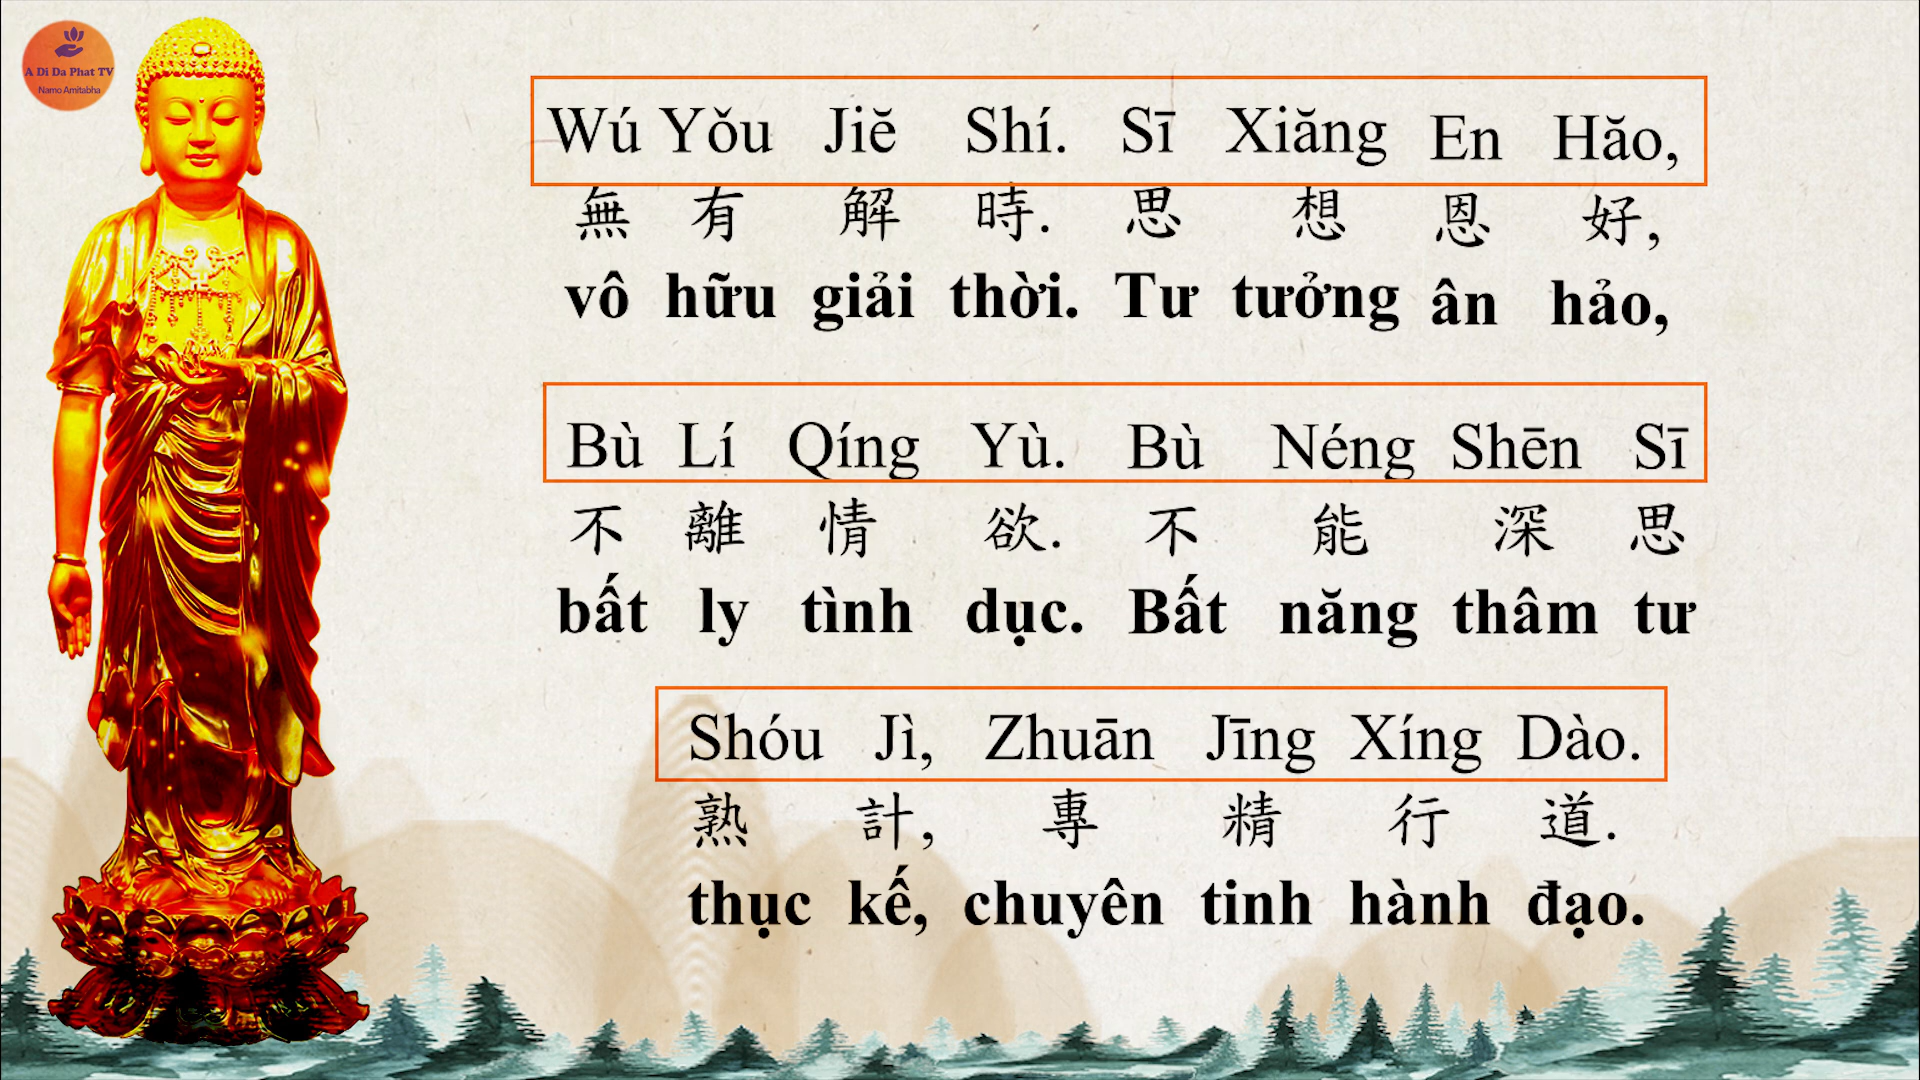 A Di Da Phat TV
Namo Amitabha
Wú Yǒu Jiě Shí. Sī Xiăng En Hăo,
無 有 解 時. 思 想 恩 好,
vô hữu giải thời. Tư tưởng ân hảo,
Bù Lí Qíng Yù. Bù Néng Shēn Sī
不 離 情 欲. 不 能 深 思
bất ly tình dục. Bất năng thâm tư
Shóu Jì, Zhuān Jīng Xíng Dào.
熟 計, 專 精 行 道.
thục kế, chuyên tinh hành đạo.